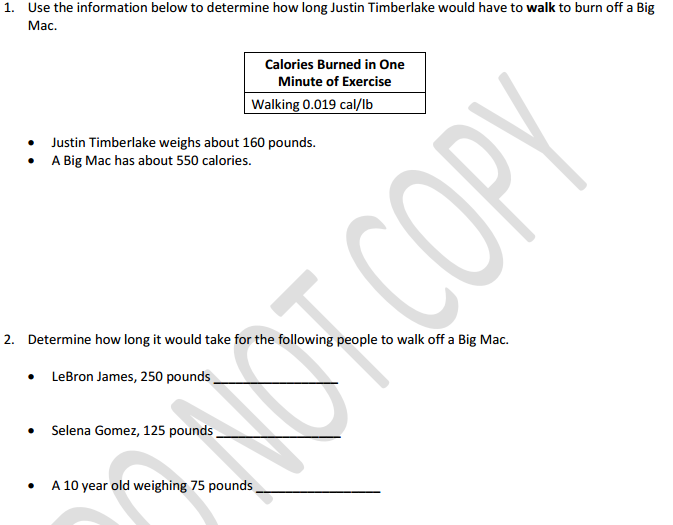 1. Use the information below to determine how long Justin Timberlake would have to walk to burn off a Big
Mac.
Calories Burned in One
Minute of Exercise
Walking 0.019 cal/lb
• Justin Timberlake weighs about 160 pounds.
• A Big Mac has about 550 calories.
2. Determine how long it would take for the following people to walk off a Big Mac.
• LeBron James, 250 pounds
• Selena Gomez, 125 pounds
• A 10 year old weighing 75 pounds
DO NOT COPY